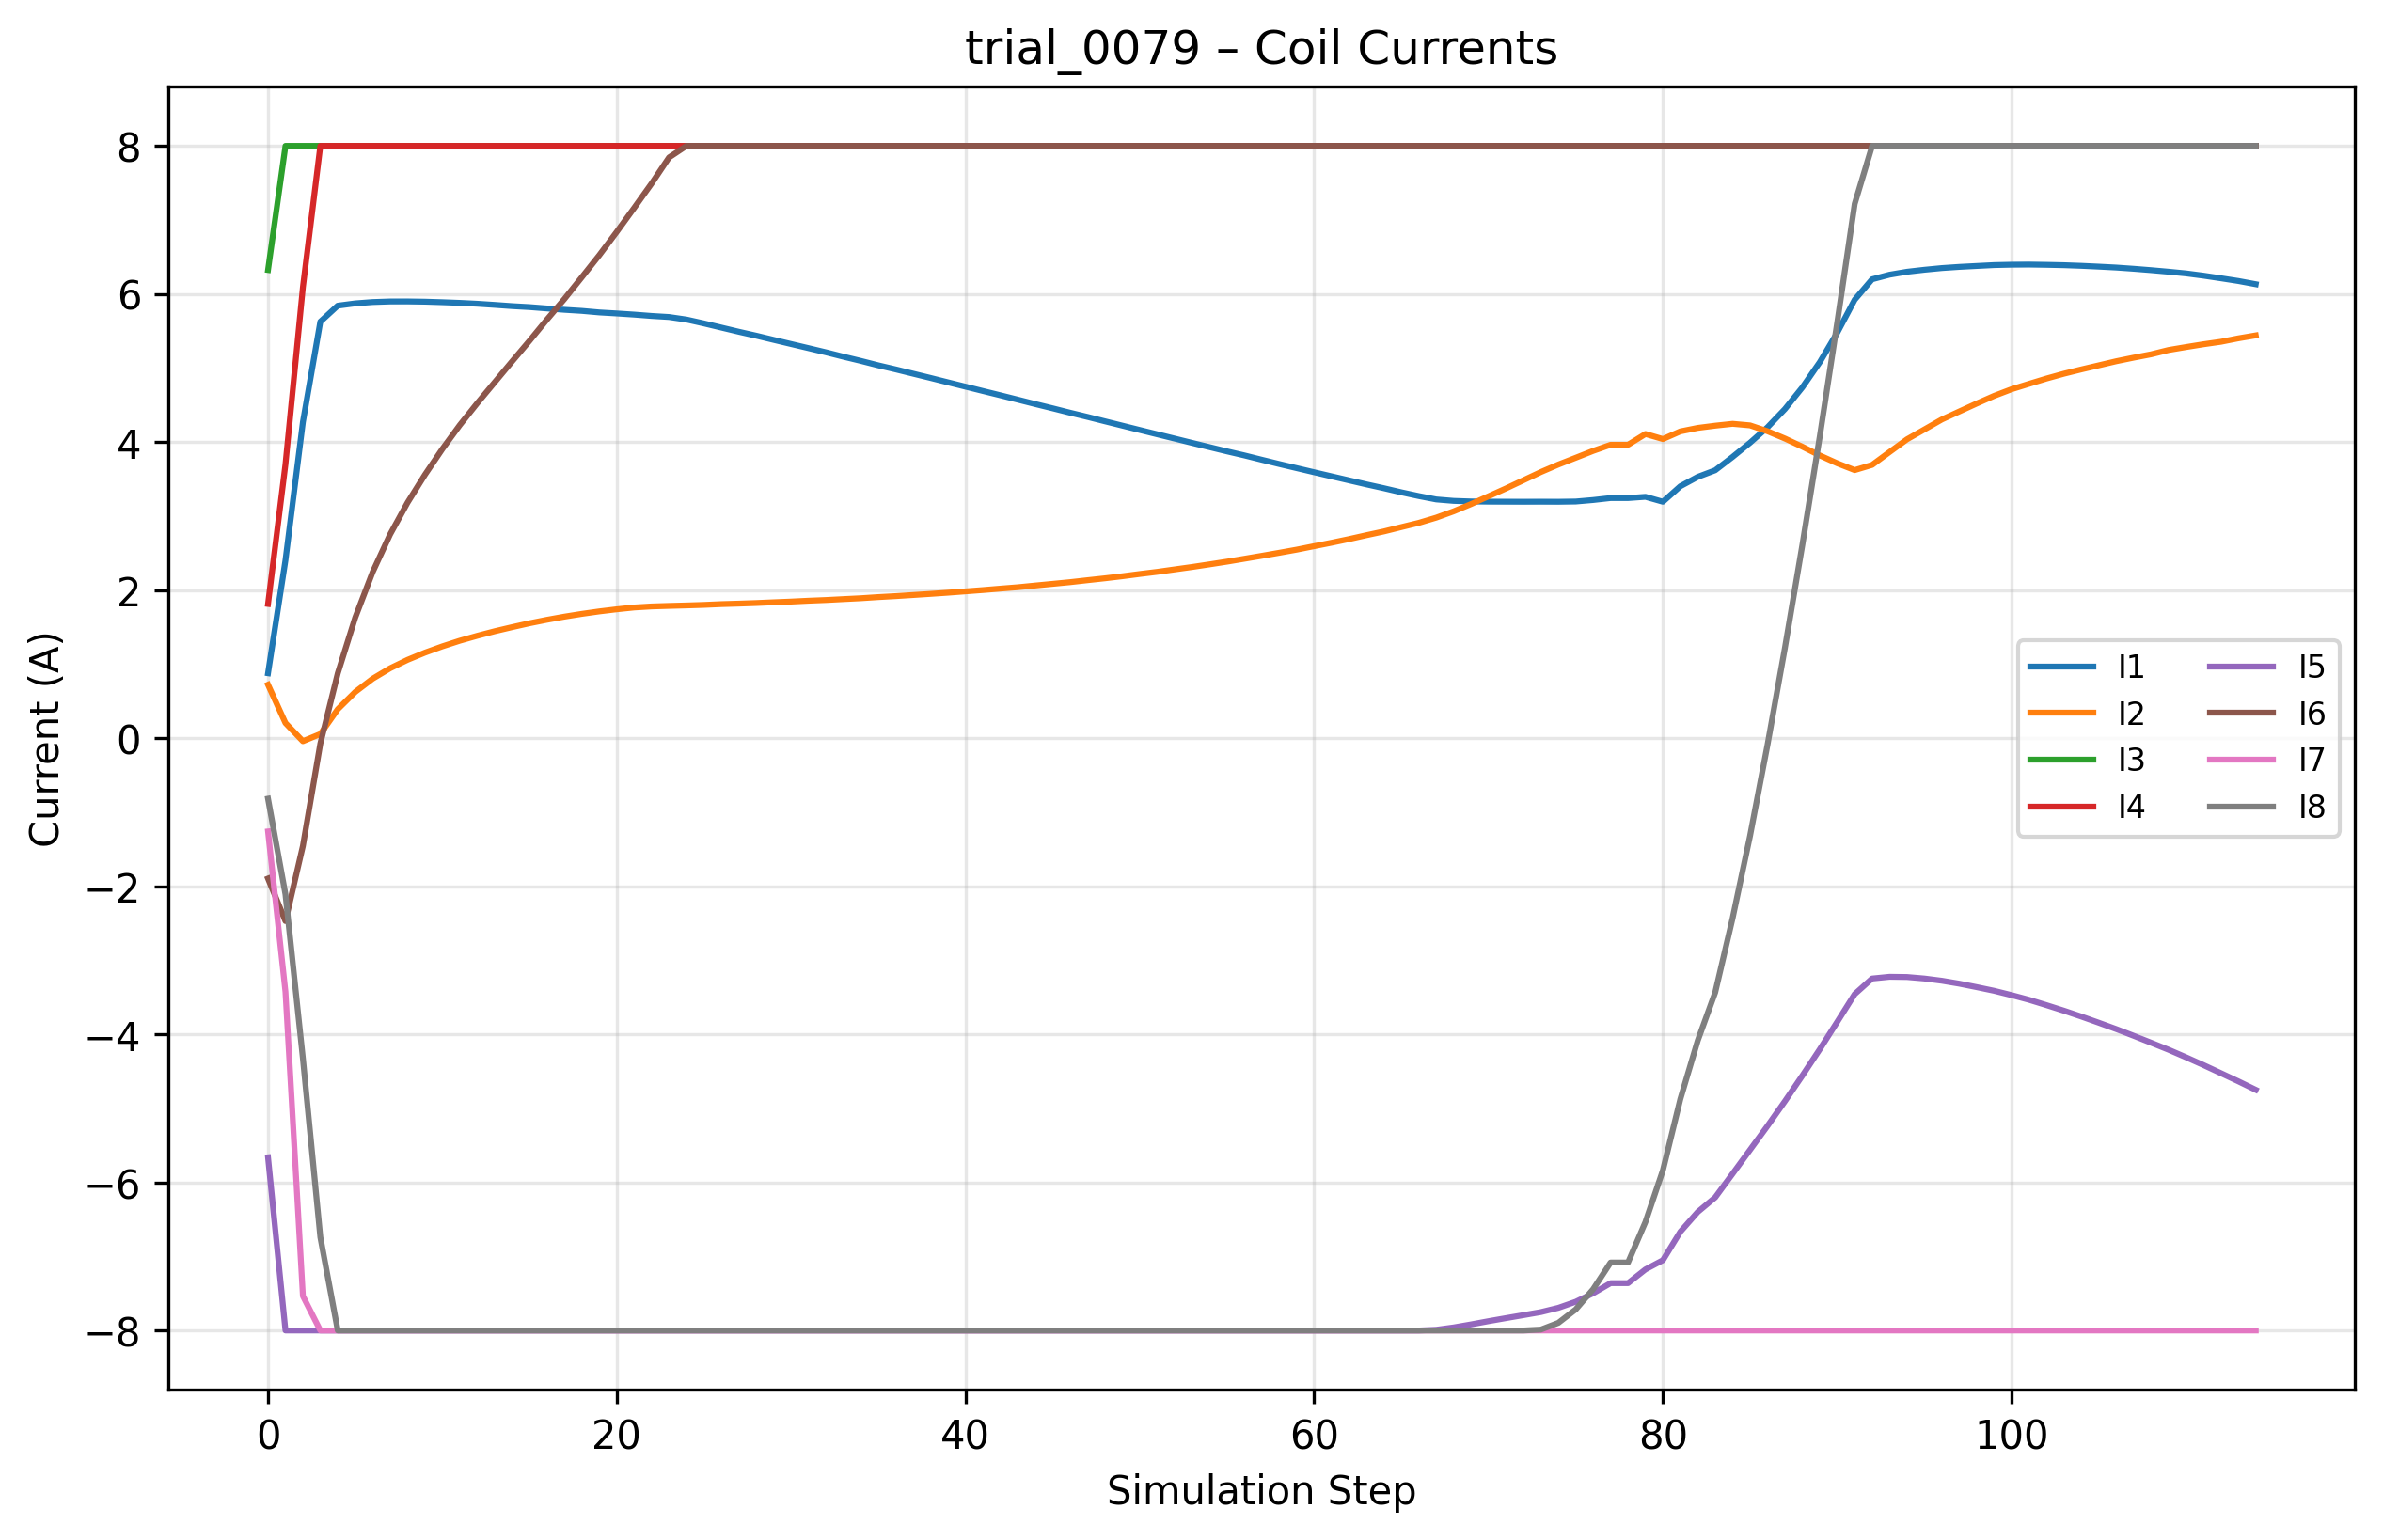 trial_0079 – Coil Currents
Current (A)
8
6
4
2
0
−2
−4
−6
−8
I1
I2
I3
I4
I5
I6
I7
I8
0
20
40
60
80
100
Simulation Step